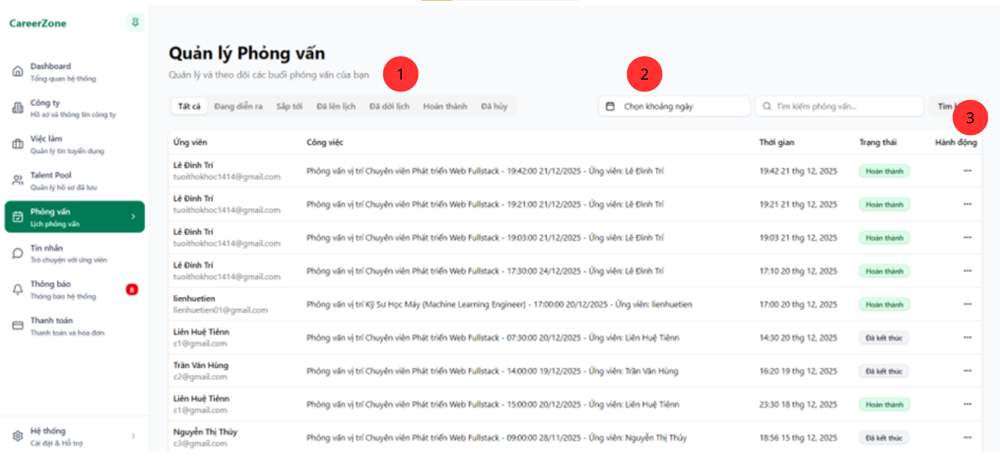 CareerZone
Dashboard
Tổng quan hệ thống
Công ty
Hồ sơ và thông tin công ty
Việc làm
Quản lý tin tuyển dụng
Talent Pool
Quản lý hồ sơ đã lưu
Phỏng vấn
Lịch phỏng vấn
Tin nhắn
Trò chuyện với ứng viên
Thông báo
Thông báo hệ thống
8
Thanh toán
Thanh toán và hóa đơn
Hệ thống
Cài đặt & Hỗ trợ
Quản lý Phỏng vấn
Quản lý và theo dõi các buổi phỏng vấn của bạn
1
2
3
Tất cả Đang diễn ra Sắp tới Đã lên lịch Đã dời lịch Hoàn thành Đã hủy
Chọn khoảng ngày
Tìm kiếm phỏng vấn...
Tìm
Ứng viên Công việc Thời gian Trạng thái Hành động
Lê Đình Trí
tuoithokhoc1414@gmail.com
Phỏng vấn vị trí Chuyên viên Phát triển Web Fullstack - 19:42:00 21/12/2025 - Ứng viên: Lê Đình Trí
19:42 21 thg 12, 2025
Hoàn thành
Lê Đình Trí
tuoithokhoc1414@gmail.com
Phỏng vấn vị trí Chuyên viên Phát triển Web Fullstack - 19:21:00 21/12/2025 - Ứng viên: Lê Đình Trí
19:21 21 thg 12, 2025
Hoàn thành
Lê Đình Trí
tuoithokhoc1414@gmail.com
Phỏng vấn vị trí Chuyên viên Phát triển Web Fullstack - 19:03:00 21/12/2025 - Ứng viên: Lê Đình Trí
19:03 21 thg 12, 2025
Hoàn thành
Lê Đình Trí
tuoithokhoc1414@gmail.com
Phỏng vấn vị trí Chuyên viên Phát triển Web Fullstack - 17:30:00 24/12/2025 - Ứng viên: Lê Đình Trí
17:10 20 thg 12, 2025
Hoàn thành
lienhuetien
lienhuetien01@gmail.com
Phỏng vấn vị trí Kỹ Sư Học Máy (Machine Learning Engineer) - 17:00:00 20/12/2025 - Ứng viên: lienhuetien
17:00 20 thg 12, 2025
Hoàn thành
Liên Huệ Tiênn
c1@gmail.com
Phỏng vấn vị trí Chuyên viên Phát triển Web Fullstack - 07:30:00 20/12/2025 - Ứng viên: Liên Huệ Tiênn
14:30 20 thg 12, 2025
Đã kết thúc
Trần Văn Hùng
c2@gmail.com
Phỏng vấn vị trí Chuyên viên Phát triển Web Fullstack - 14:00:00 19/12/2025 - Ứng viên: Trần Văn Hùng
16:20 19 thg 12, 2025
Đã kết thúc
Liên Huệ Tiênn
c1@gmail.com
Phỏng vấn vị trí Chuyên viên Phát triển Web Fullstack - 15:00:00 20/12/2025 - Ứng viên: Liên Huệ Tiênn
23:30 18 thg 12, 2025
Hoàn thành
Nguyễn Thị Thủy
c3@gmail.com
Phỏng vấn vị trí Chuyên viên Phát triển Web Fullstack - 09:00:00 28/11/2025 - Ứng viên: Nguyễn Thị Thủy
18:56 15 thg 12, 2025
Đã kết thúc